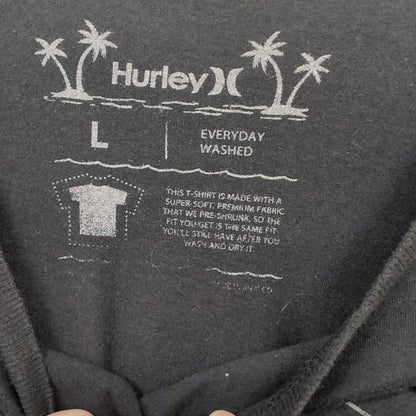 Hurley
L
EVERYDAY
WASHED
THIS T-SHIRT IS MADE WITH A
SUPER-SOFT, PREMIUM FABRIC
THAT WE PRE-SHRUNK, SO THE
FIT YOU GET IS THE SAME FIT
YOU'LL STILL HAVE AFTER YOU
WASH AND DRY IT.